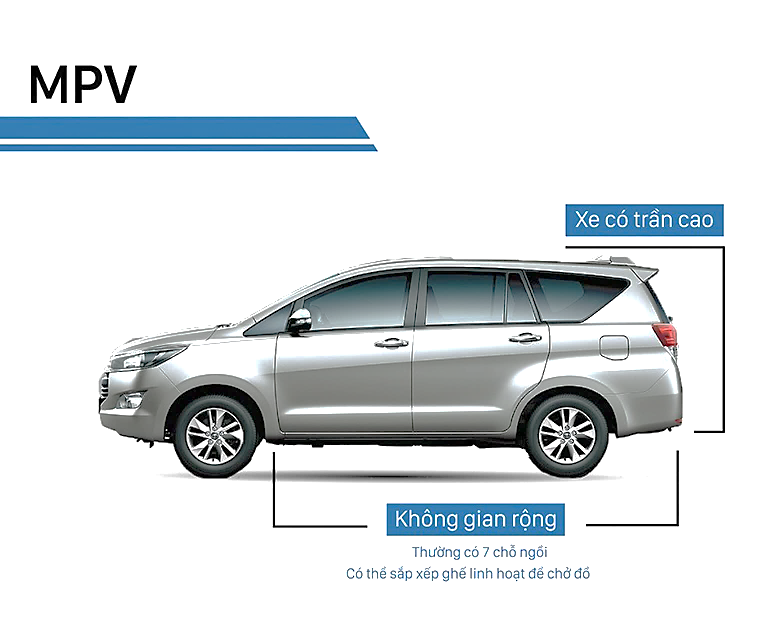 MPV
Xe có trần cao
Không gian rộng
Thường có 7 chỗ ngồi
Có thể sắp xếp ghế linh hoạt để chở đồ